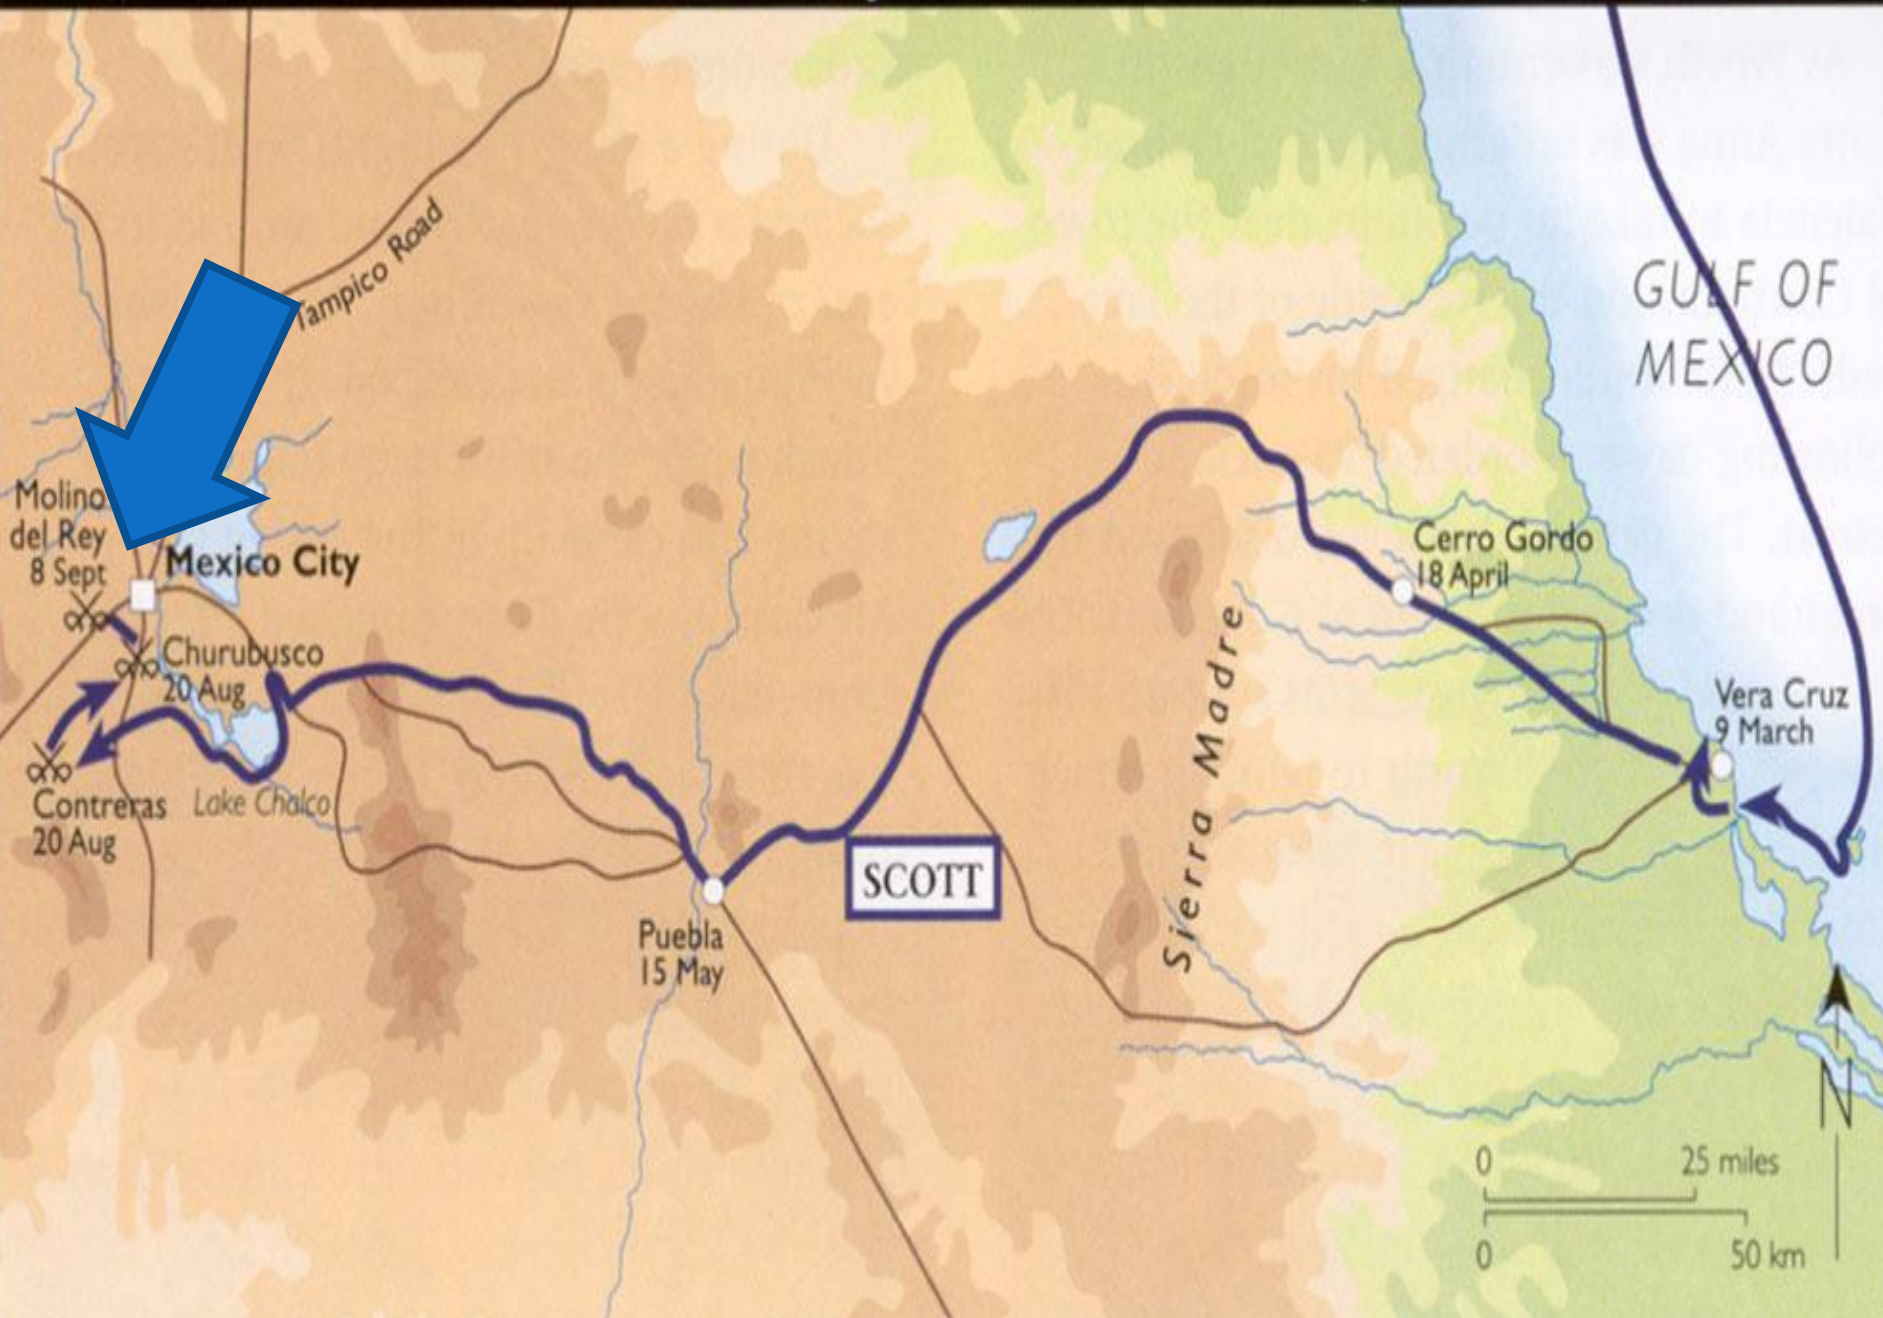 GULF OF
MEXICO
Tampico Road
Molino
del Rey
8 Sept
Mexico City
Churubusco
20 Aug
Contreras
20 Aug
Lake Chalco
Cerro Gordo
18 April
Sierra Madre
Vera Cruz
9 March
SCOTT
Puebla
15 May
N
0 25 miles
0 50 km